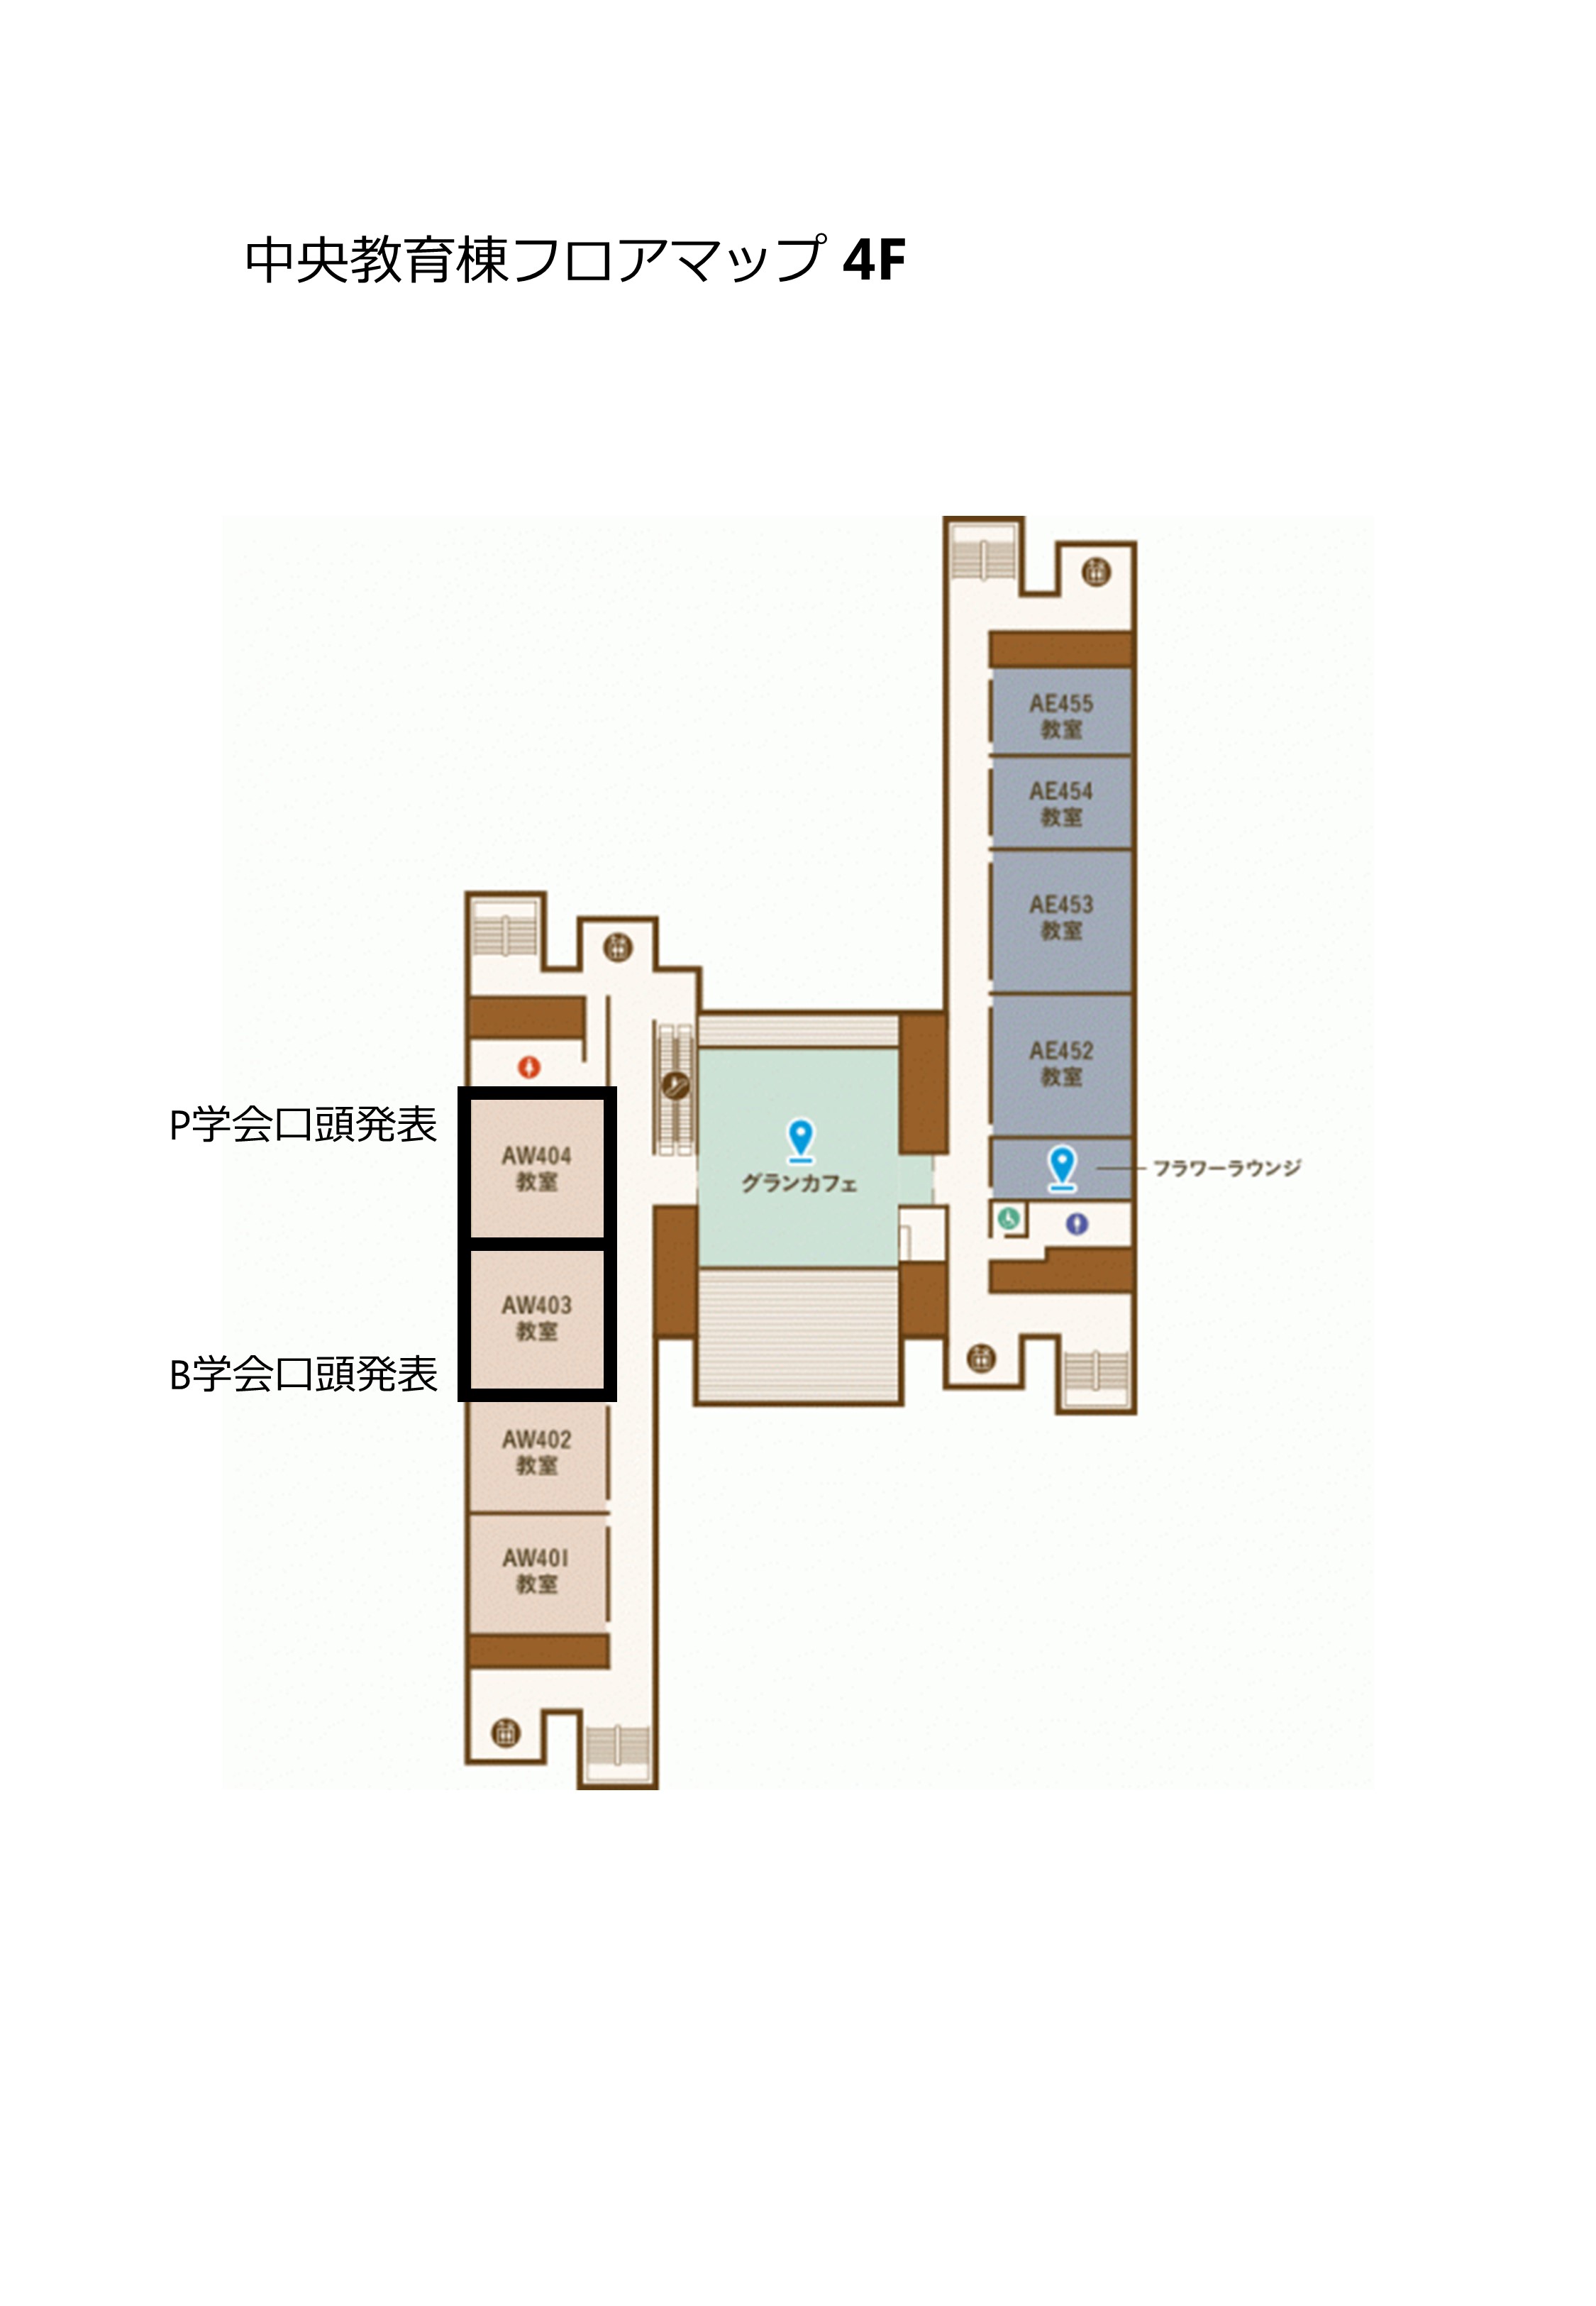 中央教育棟フロアマップ 4F
AE455
教室
AE454
教室
AE453
教室
AE452
教室
フラワーラウンジ
グランカフェ
P学会口頭発表
AW404
教室
AW403
教室
B学会口頭発表
AW402
教室
AW401
教室